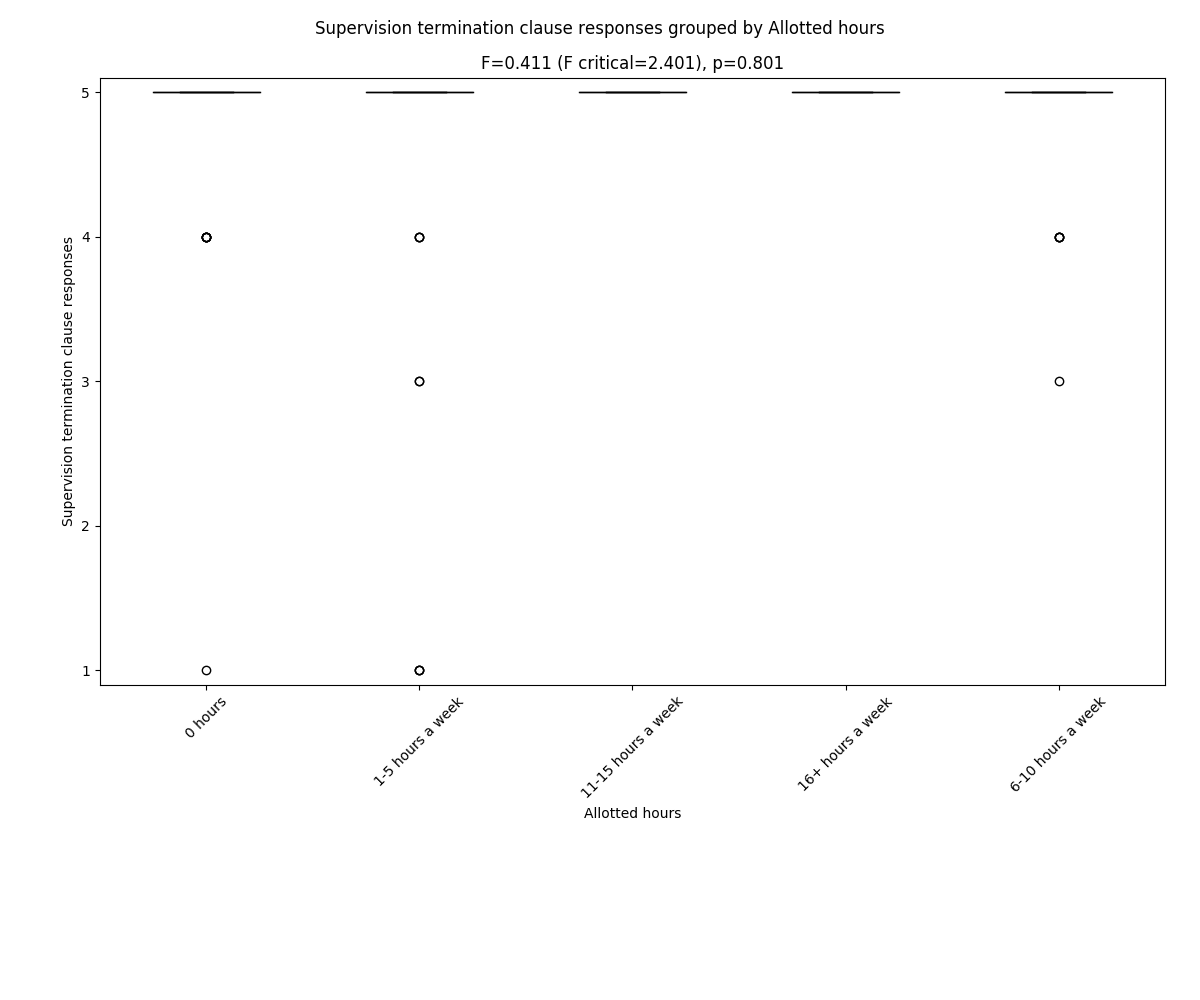 Supervision termination clause responses grouped by Allotted hours
F=0.411 (F critical=2.401), p=0.801
Supervision termination clause responses
5
4
3
2
1
0 hours
1-5 hours a week
11-15 hours a week
16+ hours a week
6-10 hours a week
Allotted hours